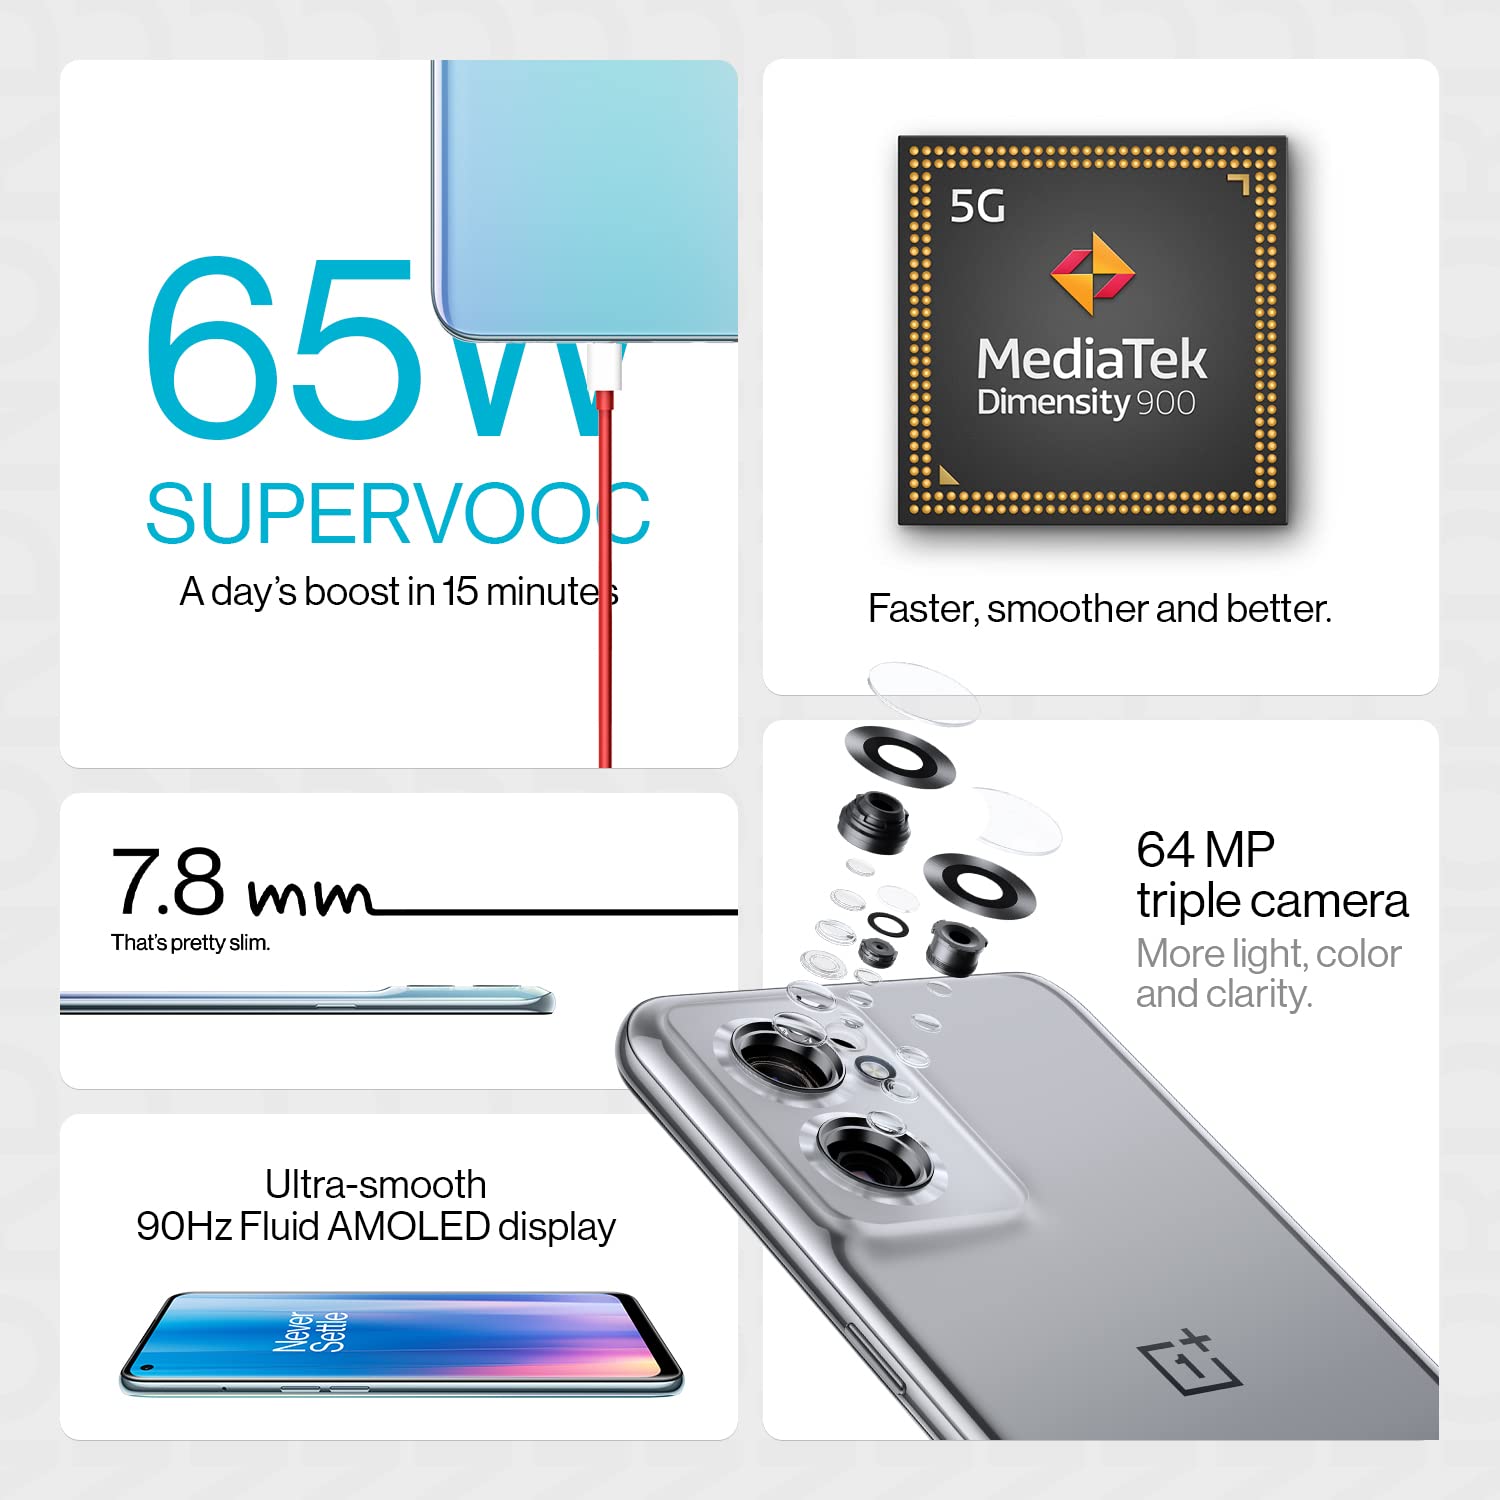 65W
SUPERVOOC
A day's boost in 15 minutes
5G
MediaTek
Dimensity 900
Faster, smoother and better.
7.8 mm
That's pretty slim.
64 MP
triple camera
More light, color
and clarity.
Ultra-smooth
90Hz Fluid AMOLED display
Never
Settle
1+